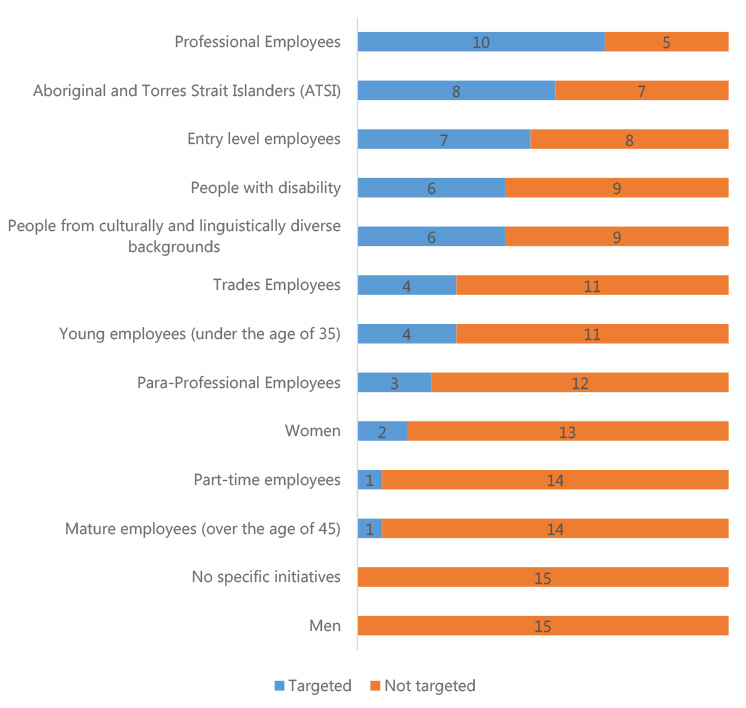 Professional Employees 10 5
Aboriginal and Torres Strait Islanders (ATSI) 8 7
Entry level employees 7 8
People with disability 6 9
People from culturally and linguistically diverse
backgrounds 6 9
Trades Employees 4 11
Young employees (under the age of 35) 4 11
Para-Professional Employees 3 12
Women 2 13
Part-time employees 1 14
Mature employees (over the age of 45) 1 14
No specific initiatives 15
Men 15
Targeted Not targeted